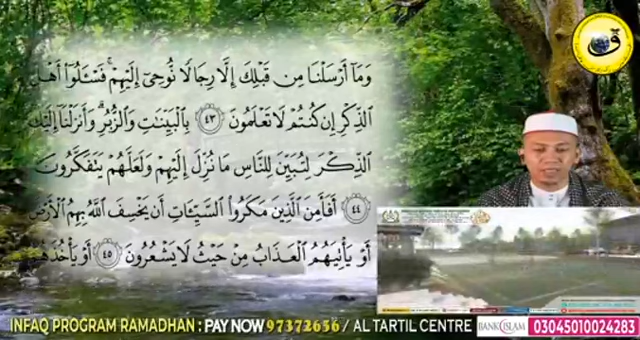 وَمَآ أَرْسَلْنَا مِن قَبْلِكَ إِلَّا رِجَالًا نُّوحِىٓ إِلَيْهِمْ ۚ فَسْـَٔلُوٓا۟ أَهْلَ
ٱلذِّكْرِ إِن كُنتُمْ لَا تَعْلَمُونَ ٤٣ بِٱلْبَيِّنَـٰتِ وَٱلزُّبُرِ ۗ وَأَنزَلْنَآ إِلَيْكَ
ٱلذِّكْرَ لِتُبَيِّنَ لِلنَّاسِ مَا نُزِّلَ إِلَيْهِمْ وَلَعَلَّهُمْ يَتَفَكَّرُونَ
٤٤ أَفَأَمِنَ ٱلَّذِينَ مَكَرُوا۟ ٱلسَّيِّـَٔاتِ أَن يَخْسِفَ ٱللَّهُ بِهِمُ ٱلْأَرْضَ
أَوْ يَأْتِيَهُمُ ٱلْعَذَابُ مِنْ حَيْثُ لَا يَشْعُرُونَ ٤٥ أَوْ يَأْخُذَهُمْ
INFAQ PROGRAM RAMADHAN : PAY NOW 97372656 / AL TARTIL CENTRE BANK ISLAM 03045010024283